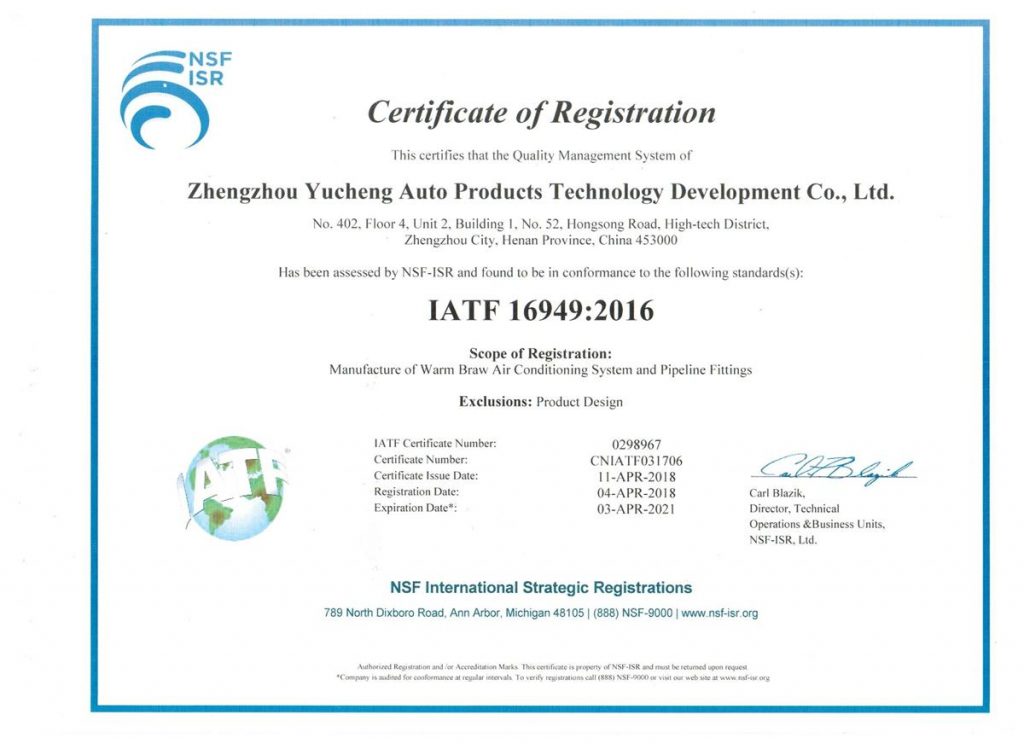 NSF
ISR
Certificate of Registration
This certifies that the Quality Management System of
Zhengzhou Yucheng Auto Products Technology Development Co., Ltd.
No. 402, Floor 4, Unit 2, Building 1, No. 52, Hongsong Road, High-tech District,
Zhengzhou City, Henan Province, China 453000
Has been assessed by NSF-ISR and found to be in conformance to the following standards(s):
IATF 16949:2016
Scope of Registration:
Manufacture of Warm Braw Air Conditioning System and Pipeline Fittings
Exclusions: Product Design
IATF
IATF Certificate Number: 0298967
Certificate Number: CNIATF031706
Certificate Issue Date: 11-APR-2018
Registration Date: 04-APR-2018
Expiration Date*: 03-APR-2021
Carl Blazik
Carl Blazik,
Director, Technical
Operations &Business Units,
NSF-ISR, Ltd.
NSF International Strategic Registrations
789 North Dixboro Road, Ann Arbor, Michigan 48105 | (888) NSF-9000 | www.nsf-isr.org
Authorized Registration and /or Accreditation Marks. This certificate is property of NSF-ISR and must be returned upon request
*Company is audited for conformance at regular intervals. To verify registrations call (888) NSF-9000 or visit our web site at www.nsf-isr.org